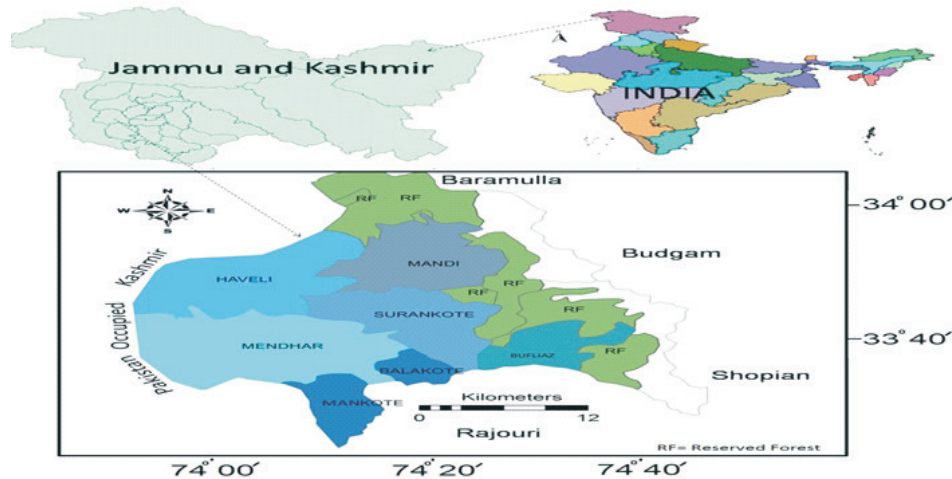 Jammu and Kashmir
INDIA
Baramulla
N
W E
S
RF RF
34°00′
Budgam
Pakistan Occupied Kashmir
HAVELI
MANDI
RF
RF
SURANKOTE
RF
33°40′
MENDHAR
BUFLIAZ
RF
BALAKOTE
Shopian
MANKOTE
Kilometers
0 12
Rajouri
RF= Reserved Forest
74°00′ 74°20′ 74°40′